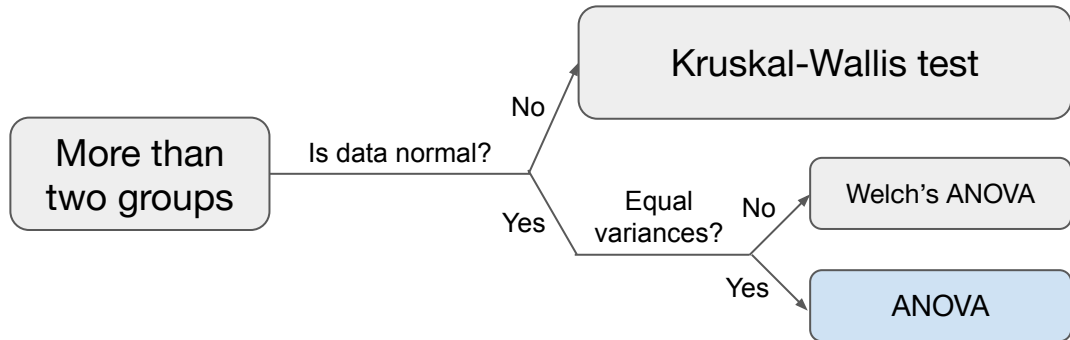 More than
two groups
Is data normal?
No
Kruskal-Wallis test
Yes
Equal
variances?
No
Welch's ANOVA
Yes
ANOVA